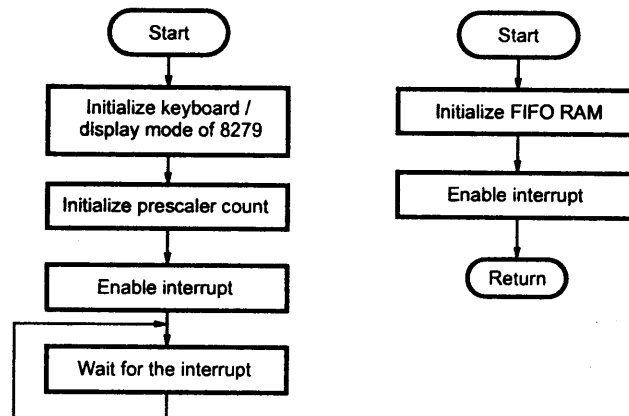 Start
Initialize keyboard /
display mode of 8279
Initialize prescaler count
Enable interrupt
Wait for the interrupt
Start
Initialize FIFO RAM
Enable interrupt
Return